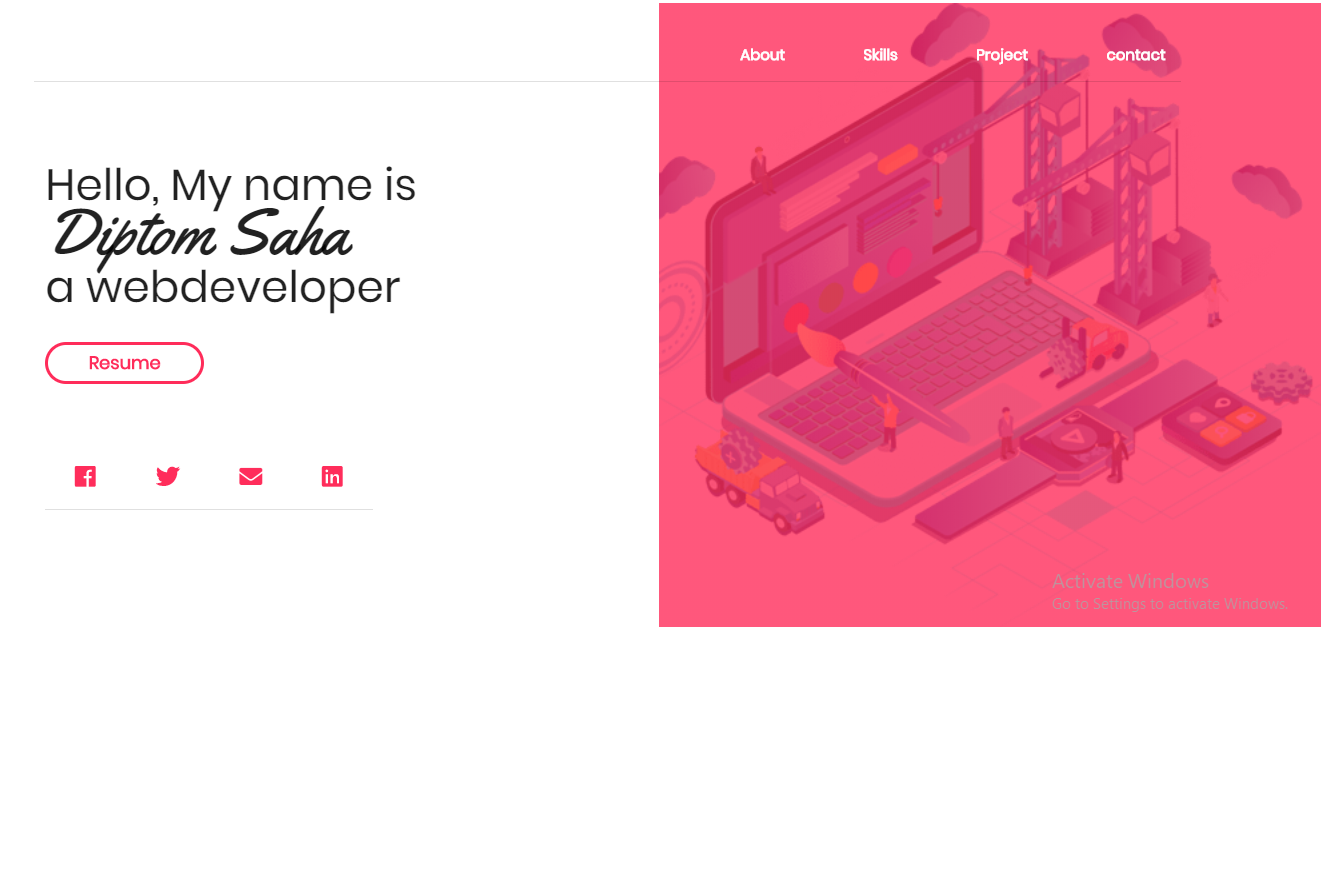 About Skills Project contact
Hello, My name is
Diptom Saha
a webdeveloper
Resume
Activate Windows
Go to Settings to activate Windows.